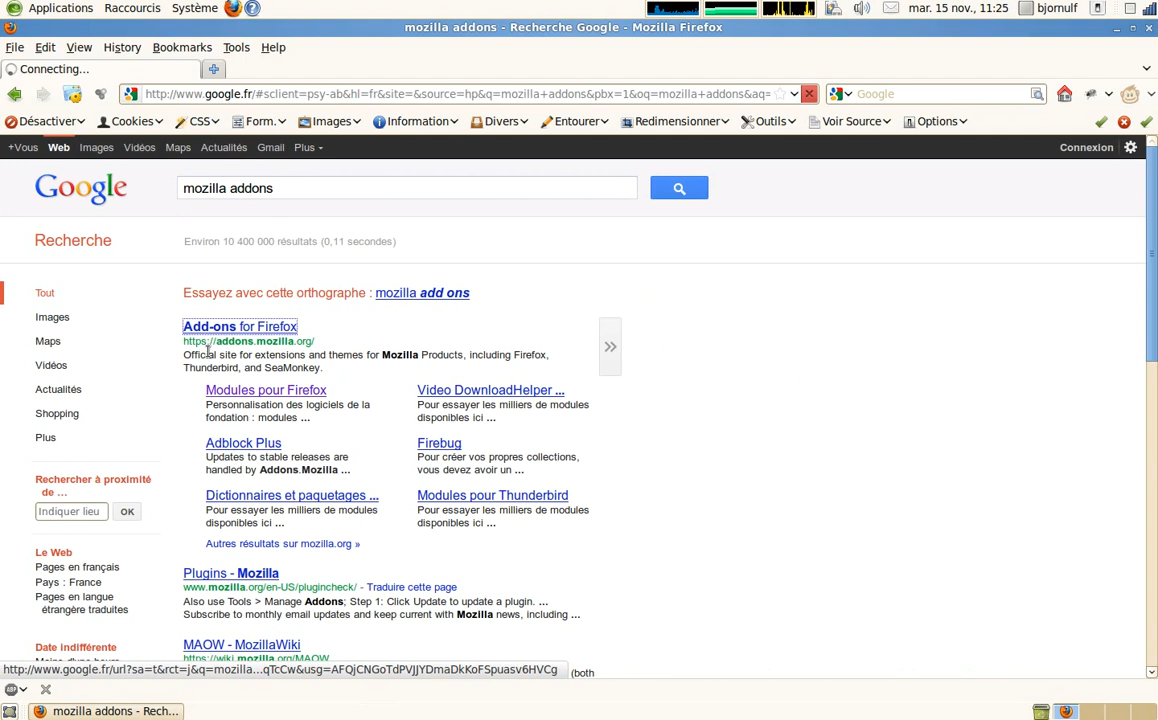 Applications Raccourcis Système mar. 15 nov., 11:25 bjornulf
mozilla addons - Recherche Google - Mozilla Firefox
File Edit View History Bookmarks Tools Help
Connecting...
http://www.google.fr/#sclient=psy-ab&hl=fr&site=&source=hp&q=mozilla+addons&pbx=1&oq=mozilla+addons&aq= Google
Désactiver Cookies CSS Form. Images Information Divers Entourer Redimensionner Outils Voir Source Options
+Vous Web Images Vidéos Maps Actualités Gmail Plus Connexion
Google mozilla addons
Recherche Environ 10 400 000 résultats (0,11 secondes)
Tout
Images
Maps
Vidéos
Actualités
Shopping
Plus
Rechercher à proximité
de ...
Indiquer lieu OK
Le Web
Pages en français
Pays : France
Pages en langue
étrangère traduites
Date indifférente
Essayez avec cette orthographe : mozilla add ons
Add-ons for Firefox
https://addons.mozilla.org/
Official site for extensions and themes for Mozilla Products, including Firefox,
Thunderbird, and SeaMonkey.
Modules pour Firefox
Personnalisation des logiciels de la
fondation : modules ...
Video DownloadHelper ...
Pour essayer les milliers de modules
disponibles ici ...
Adblock Plus
Updates to stable releases are
handled by Addons.Mozilla ...
Firebug
Pour créer vos propres collections,
vous devez avoir un ...
Dictionnaires et paquetages ...
Pour essayer les milliers de modules
disponibles ici ...
Modules pour Thunderbird
Pour essayer les milliers de modules
disponibles ici ...
Autres résultats sur mozilla.org »
Plugins - Mozilla
www.mozilla.org/en-US/plugincheck/ - Traduire cette page
Also use Tools > Manage Addons; Step 1: Click Update to update a plugin. ...
Subscribe to monthly email updates and keep current with Mozilla news, including ...
MAOW - MozillaWiki
https://wiki.mozilla.org/MAOW
(both
http://www.google.fr/url?sa=t&rct=j&q=mozilla...qTcCw&usg=AFQjCNGoTdPVJJYDmaDkKoFSpuasv6HVCg
ABP
mozilla addons - Rech...